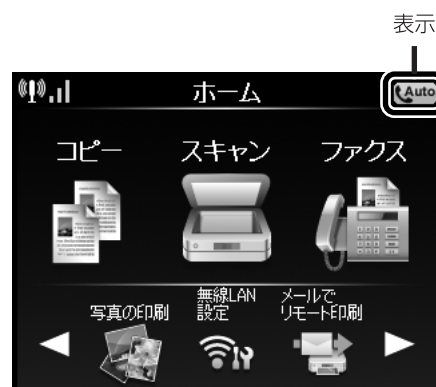 表示
ホーム
Auto
コピー
スキャン
ファクス
写真の印刷
無線LAN
設定
メールで
リモート印刷